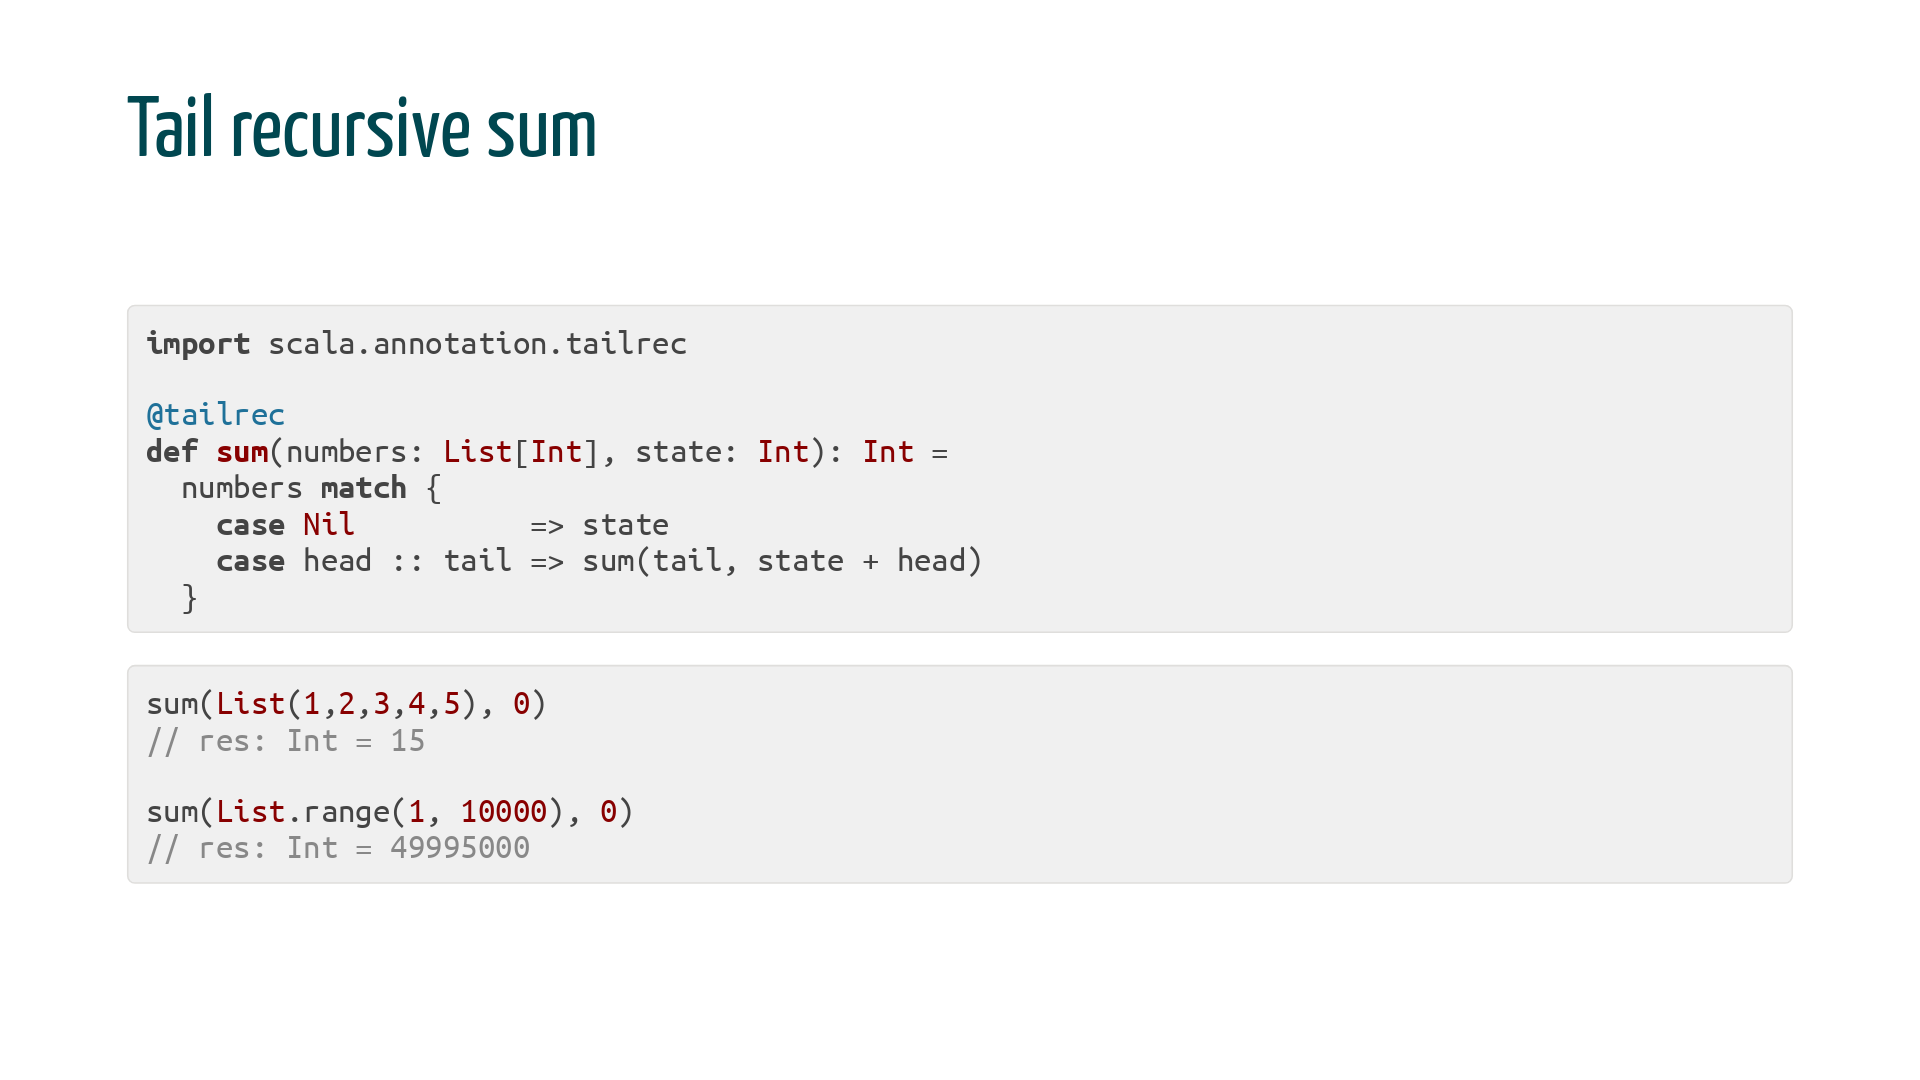 Tail recursive sum
import scala.annotation.tailrec
@tailrec
def sum(numbers: List[Int], state: Int): Int =
  numbers match {
    case Nil          => state
    case head :: tail => sum(tail, state + head)
  }
sum(List(1,2,3,4,5), 0)
// res: Int = 15
sum(List.range(1, 10000), 0)
// res: Int = 49995000